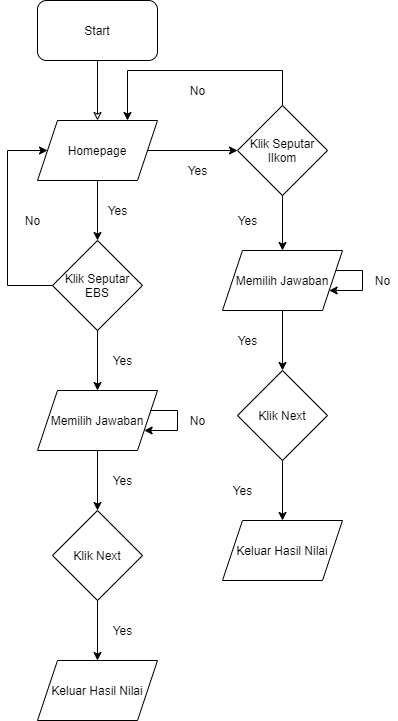 Start
No
Homepage
Klik Seputar
Ilkom
Yes
Yes
No
Yes
Klik Seputar
EBS
Memilih Jawaban
No
Yes
Yes
Memilih Jawaban
No
Klik Next
Yes
Yes
Klik Next
Keluar Hasil Nilai
Yes
Keluar Hasil Nilai